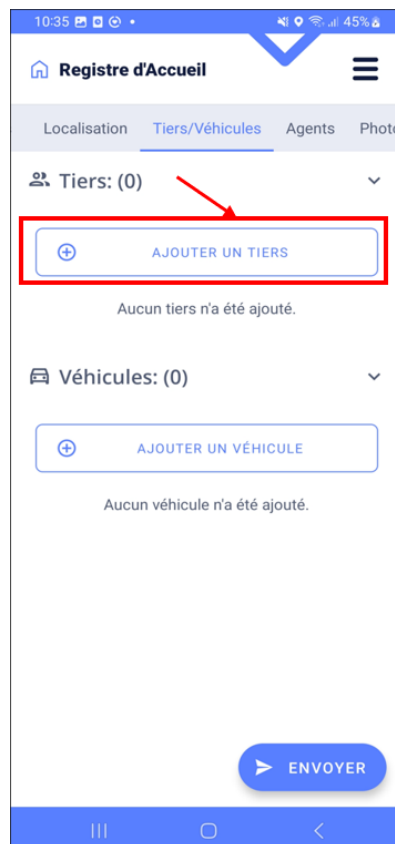 10:35 45%
Registre d'Accueil
Localisation Tiers/Véhicules Agents Phot
Tiers: (0)
AJOUTER UN TIERS
Aucun tiers n'a été ajouté.
Véhicules: (0)
AJOUTER UN VÉHICULE
Aucun véhicule n'a été ajouté.
ENVOYER